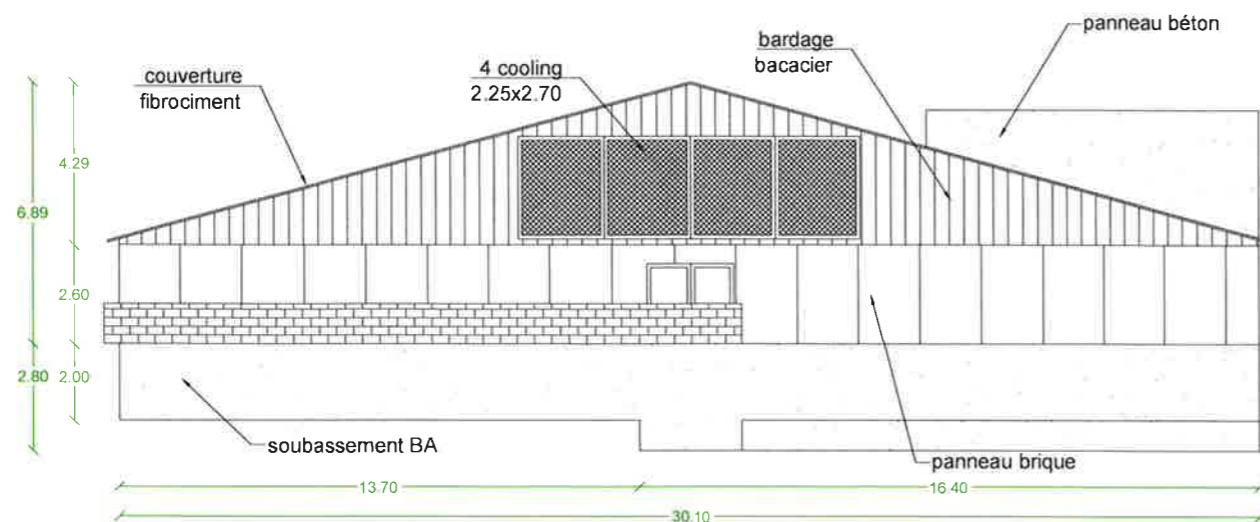 panneau béton
bardage
bacacier
4 cooling
2.25x2.70
couverture
fibrociment
4.29
6.89
2.60
2.80
2.00
soubassement BA
panneau brique
13.70
16.40
30.10